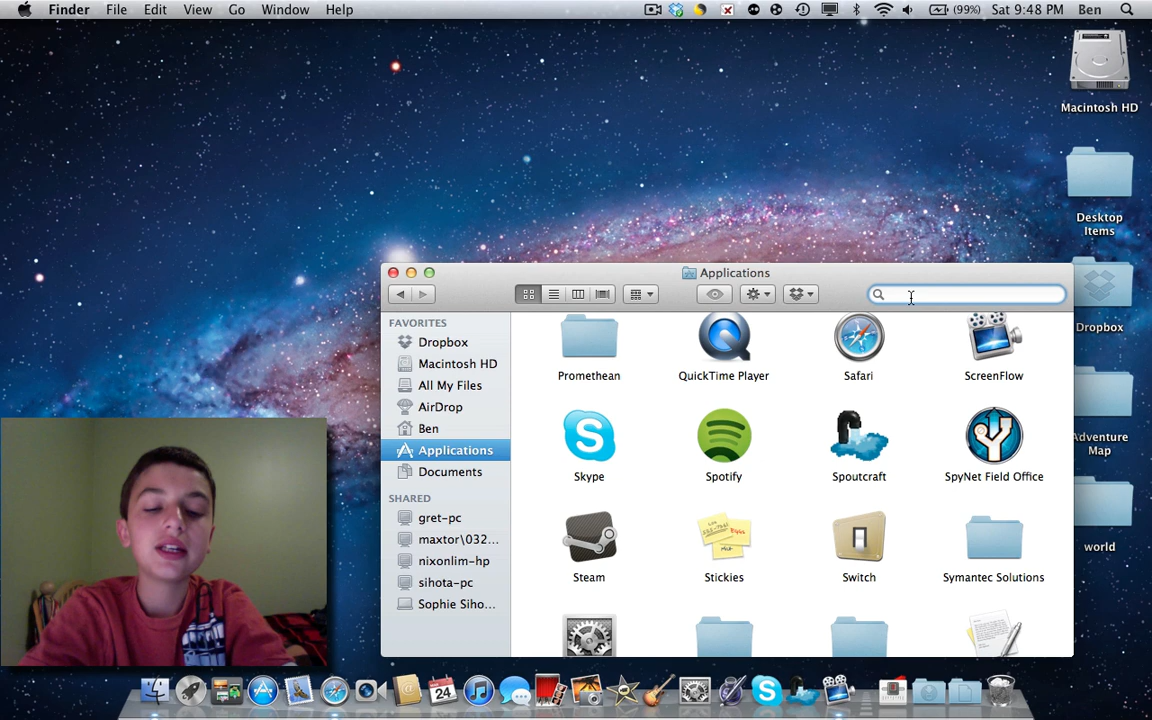 Finder File Edit View Go Window Help (99%) Sat 9:48 PM Ben
Macintosh HD
Desktop
Items
Dropbox
Adventure
Map
world
Applications
FAVORITES
Dropbox
Macintosh HD
All My Files
AirDrop
Ben
Applications
Documents
SHARED
gret-pc
maxtor\032...
nixonlim-hp
sihota-pc
Sophie Siho...
Promethean QuickTime Player Safari ScreenFlow
Skype Spotify Spoutcraft SpyNet Field Office
Steam Stickies Switch Symantec Solutions
24